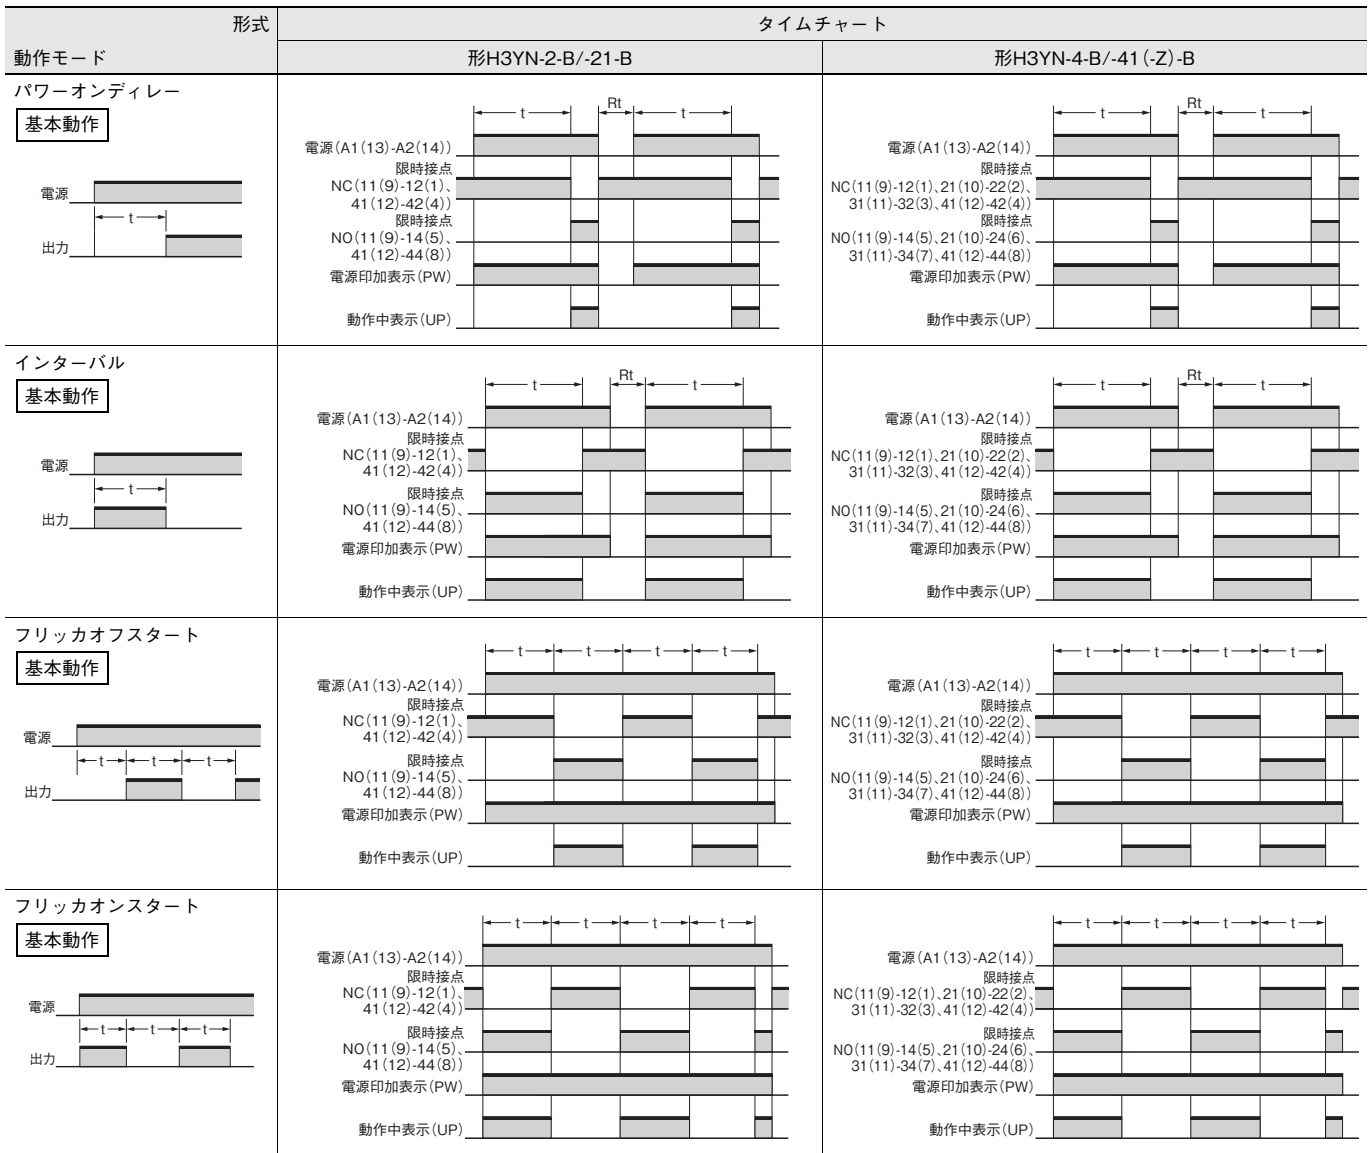 形式
タイムチャート
動作モード
形H3YN-2-B/-21-B
形H3YN-4-B/-41(-Z)-B
パワーオンディレー
基本動作
電源
t
出力
t
Rt
t
電源(A1(13)-A2(14))
限時接点
NC(11(9)-12(1)、
41(12)-42(4))
限時接点
NO(11(9)-14(5)、
41(12)-44(8))
電源印加表示(PW)
動作中表示(UP)
t
Rt
t
電源(A1(13)-A2(14))
限時接点
NC(11(9)-12(1)、21(10)-22(2)、
31(11)-32(3)、41(12)-42(4))
限時接点
NO(11(9)-14(5)、21(10)-24(6)、
31(11)-34(7)、41(12)-44(8))
電源印加表示(PW)
動作中表示(UP)
インターバル
基本動作
電源
t
出力
t
Rt
t
電源(A1(13)-A2(14))
限時接点
NC(11(9)-12(1)、
41(12)-42(4))
限時接点
NO(11(9)-14(5)、
41(12)-44(8))
電源印加表示(PW)
動作中表示(UP)
t
Rt
t
電源(A1(13)-A2(14))
限時接点
NC(11(9)-12(1)、21(10)-22(2)、
31(11)-32(3)、41(12)-42(4))
限時接点
NO(11(9)-14(5)、21(10)-24(6)、
31(11)-34(7)、41(12)-44(8))
電源印加表示(PW)
動作中表示(UP)
フリッカオフスタート
基本動作
電源
t t t
出力
t t t t
電源(A1(13)-A2(14))
限時接点
NC(11(9)-12(1)、
41(12)-42(4))
限時接点
NO(11(9)-14(5)、
41(12)-44(8))
電源印加表示(PW)
動作中表示(UP)
t t t t
電源(A1(13)-A2(14))
限時接点
NC(11(9)-12(1)、21(10)-22(2)、
31(11)-32(3)、41(12)-42(4))
限時接点
NO(11(9)-14(5)、21(10)-24(6)、
31(11)-34(7)、41(12)-44(8))
電源印加表示(PW)
動作中表示(UP)
フリッカオンスタート
基本動作
電源
t t t
出力
t t t t
電源(A1(13)-A2(14))
限時接点
NC(11(9)-12(1)、
41(12)-42(4))
限時接点
NO(11(9)-14(5)、
41(12)-44(8))
電源印加表示(PW)
動作中表示(UP)
t t t t
電源(A1(13)-A2(14))
限時接点
NC(11(9)-12(1)、21(10)-22(2)、
31(11)-32(3)、41(12)-42(4))
限時接点
NO(11(9)-14(5)、21(10)-24(6)、
31(11)-34(7)、41(12)-44(8))
電源印加表示(PW)
動作中表示(UP)